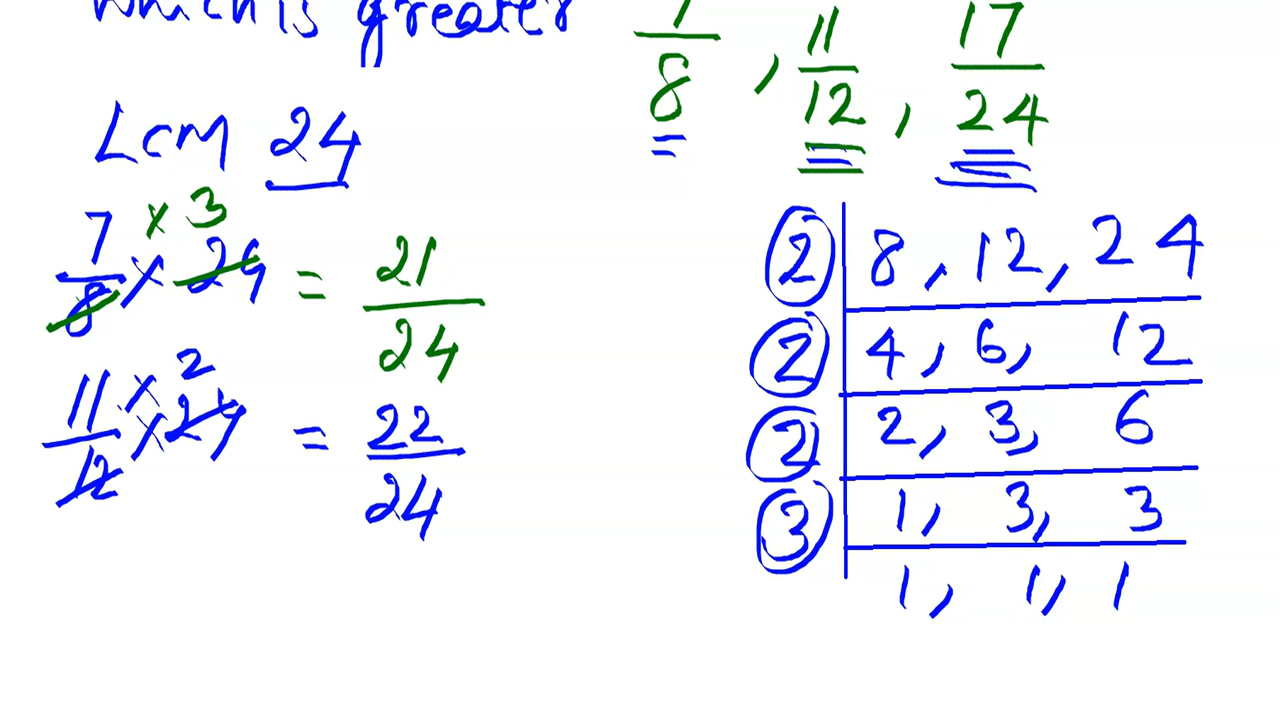 which is greater 7/8, 11/12, 17/24
LCM 24
7/8 × 24 × 3 = 21/24
11/12 × 24 × 2 = 22/24
2 | 8, 12, 24
2 | 4, 6, 12
2 | 2, 3, 6
3 | 1, 3, 3
1, 1, 1